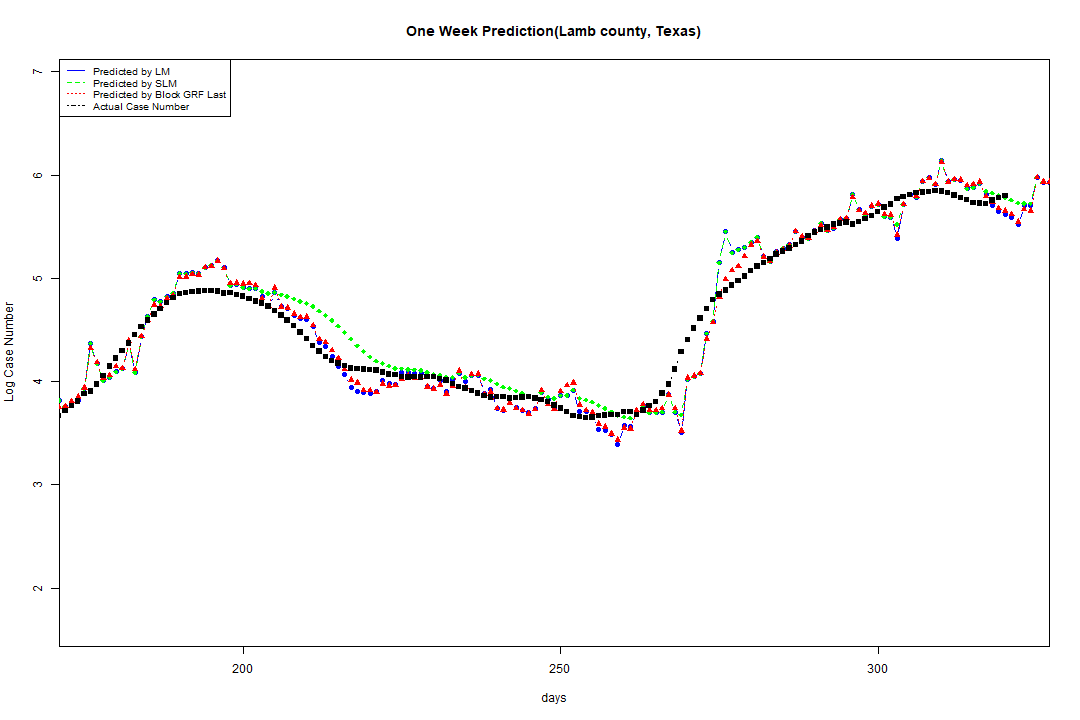 One Week Prediction(Lamb county, Texas)
Predicted by LM
Predicted by SLM
Predicted by Block GRF Last
Actual Case Number
Log Case Number
7
6
5
4
3
2
200
250
300
days